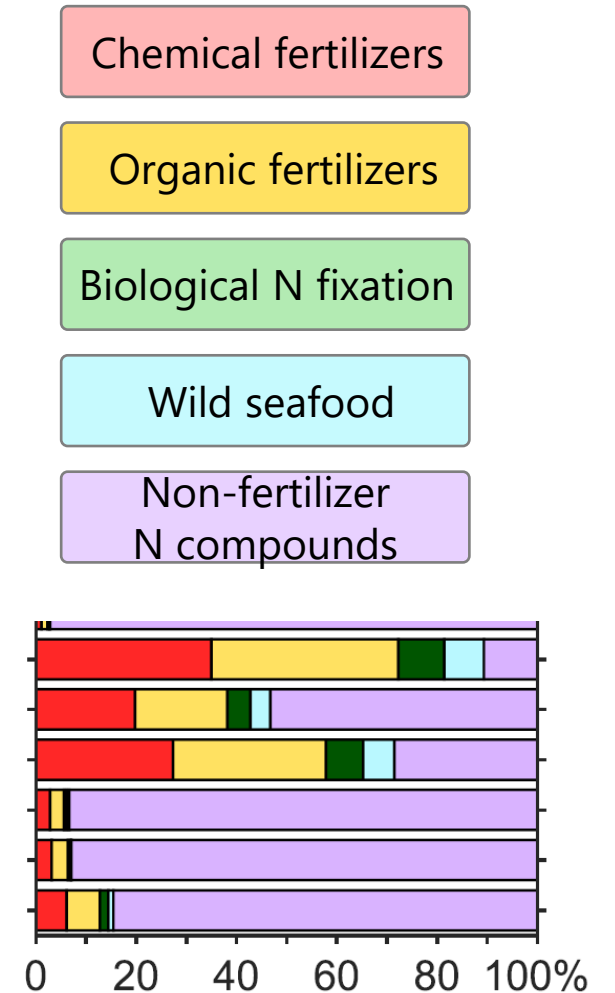 Chemical fertilizers
Organic fertilizers
Biological N fixation
Wild seafood
Non-fertilizer
N compounds
0 20 40 60 80 100%